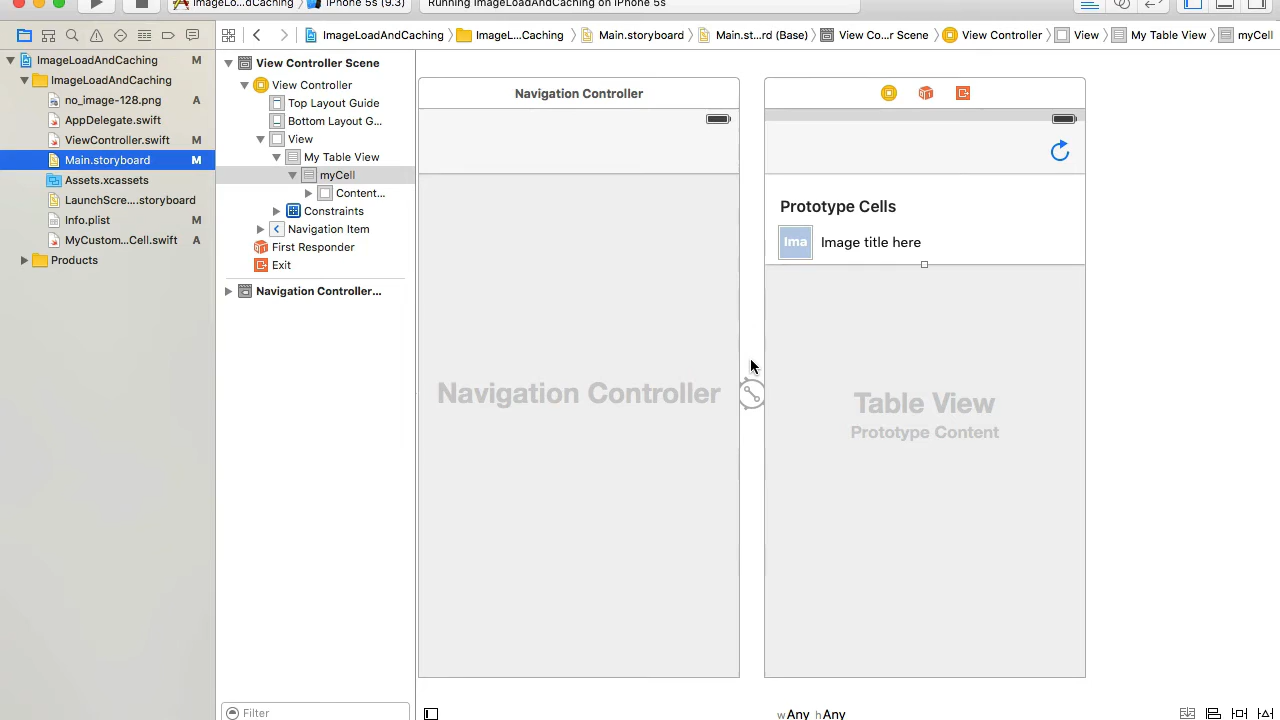 ImageLo...dCaching iPhone 5s (9.3) Running ImageLoadAndCaching on iPhone 5s
ImageLoadAndCaching ImageL...Caching Main.storyboard Main.st...rd (Base) View Co...r Scene View Controller View My Table View myCell
ImageLoadAndCaching M
ImageLoadAndCaching
no_image-128.png A
AppDelegate.swift
ViewController.swift M
Main.storyboard M
Assets.xcassets
LaunchScre....storyboard
Info.plist M
MyCustom...Cell.swift A
Products
View Controller Scene
View Controller
Top Layout Guide
Bottom Layout G...
View
My Table View
myCell
Content...
Constraints
Navigation Item
First Responder
Exit
Navigation Controller...
Filter
Navigation Controller
Navigation Controller
Prototype Cells
Ima Image title here
Table View
Prototype Content
wAny hAny